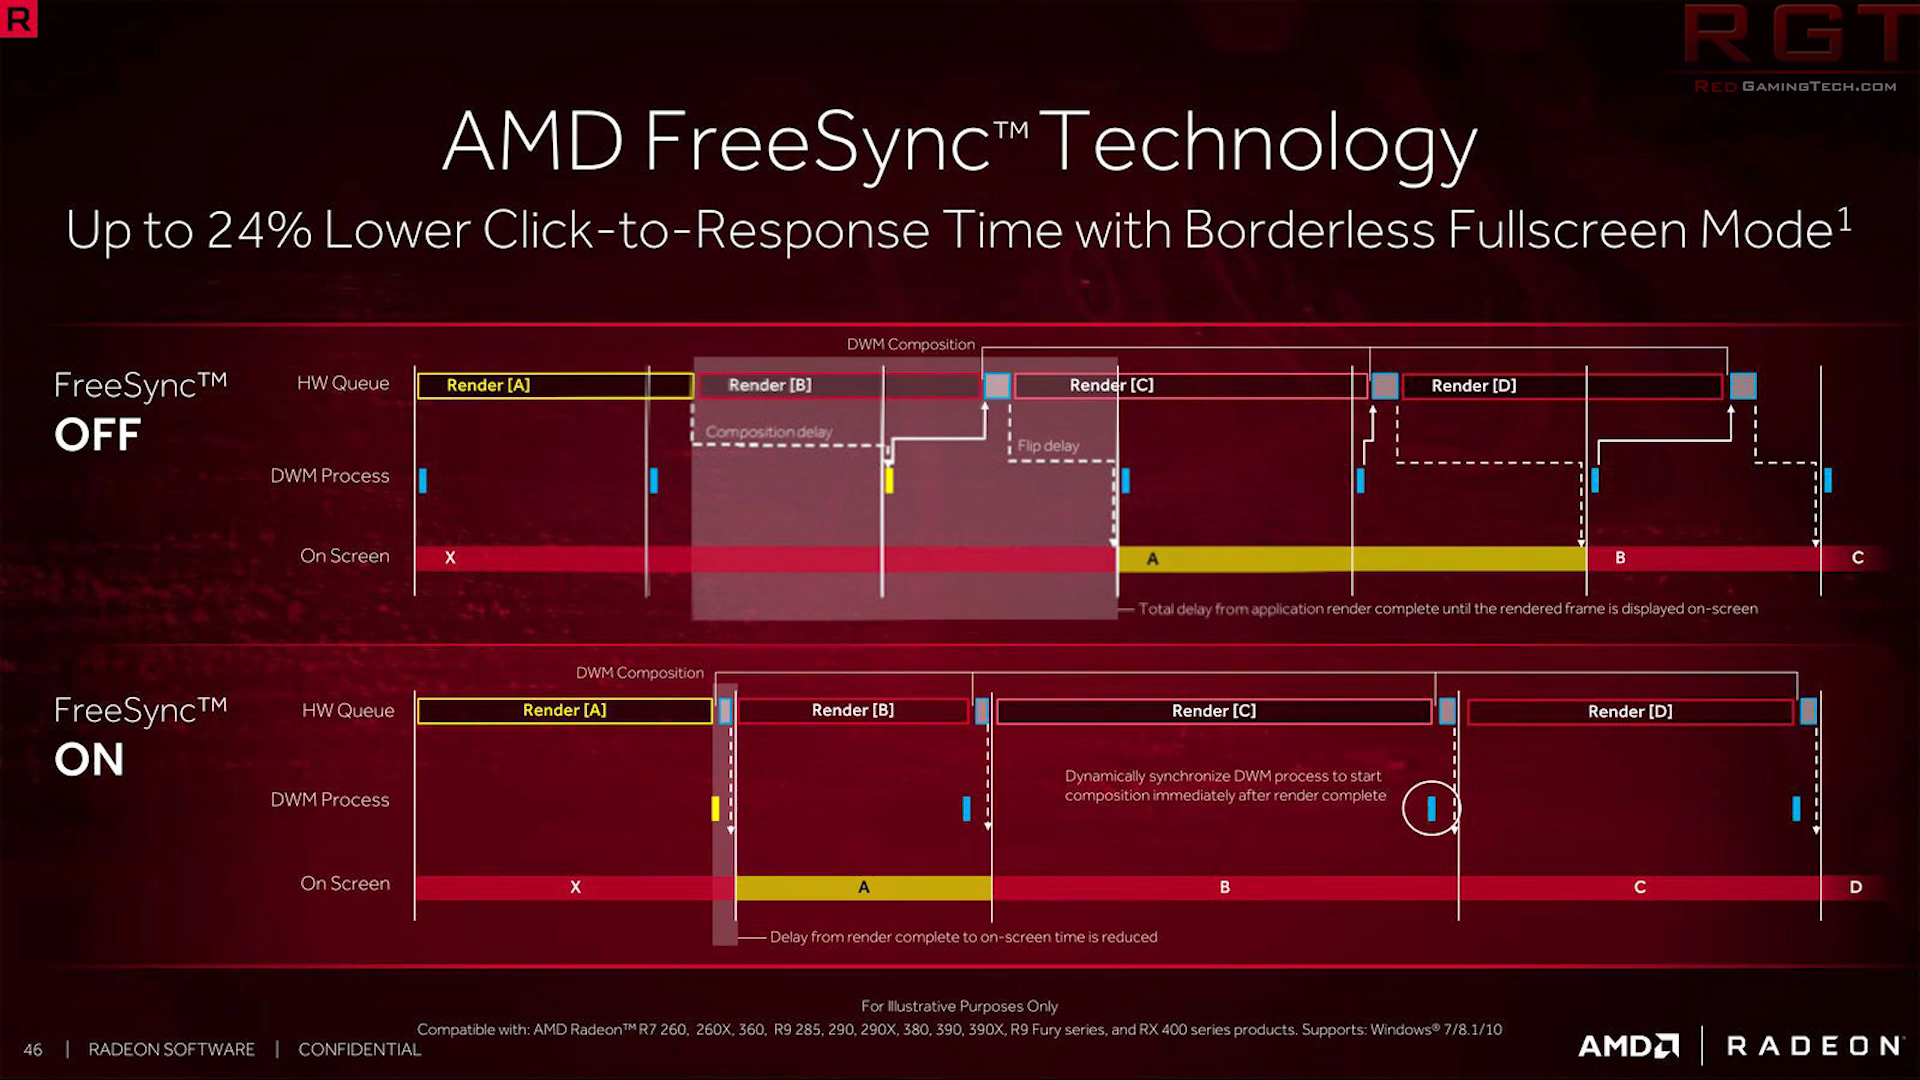 R
RGT
RED GAMINGTECH.COM
AMD FreeSync™ Technology
Up to 24% Lower Click-to-Response Time with Borderless Fullscreen Mode¹
DWM Composition
FreeSync™
OFF
HW Queue
Render [A]
Render [B]
Render [C]
Render [D]
Composition delay
Flip delay
DWM Process
On Screen
X
A
B
C
Total delay from application render complete until the rendered frame is displayed on-screen
DWM Composition
FreeSync™
ON
HW Queue
Render [A]
Render [B]
Render [C]
Render [D]
Dynamically synchronize DWM process to start
composition immediately after render complete
DWM Process
On Screen
X
A
B
C
D
Delay from render complete to on-screen time is reduced
For Illustrative Purposes Only
Compatible with: AMD Radeon™ R7 260, 260X, 360, R9 285, 290, 290X, 380, 390, 390X, R9 Fury series, and RX 400 series products. Supports: Windows® 7/8.1/10
46 | RADEON SOFTWARE | CONFIDENTIAL
AMD | RADEON